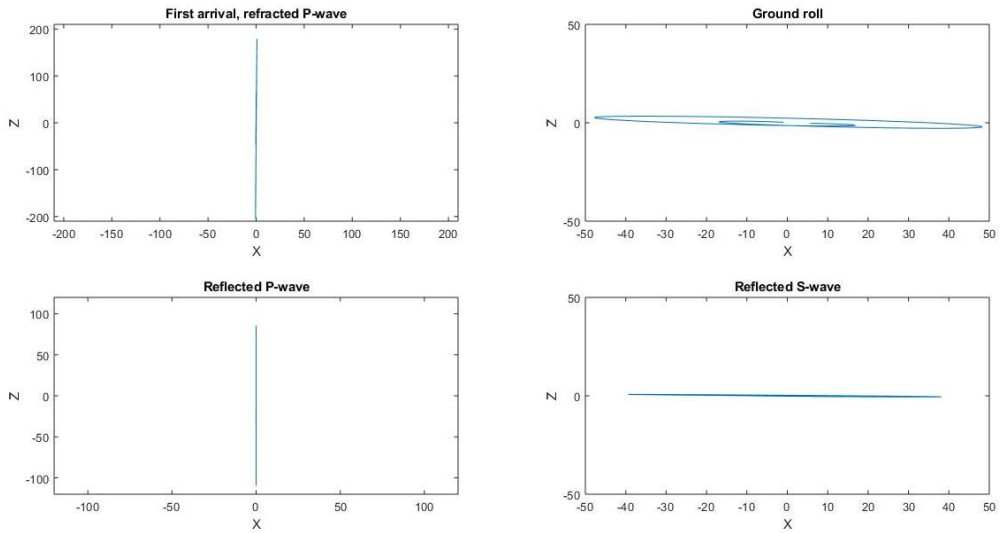 First arrival, refracted P-wave
200
100
0
-100
-200
Z
-200 -150 -100 -50 0 50 100 150 200
X
Ground roll
50
0
-50
Z
-50 -40 -30 -20 -10 0 10 20 30 40 50
X
Reflected P-wave
100
50
0
-50
-100
Z
-100 -50 0 50 100
X
Reflected S-wave
50
0
-50
Z
-50 -40 -30 -20 -10 0 10 20 30 40 50
X